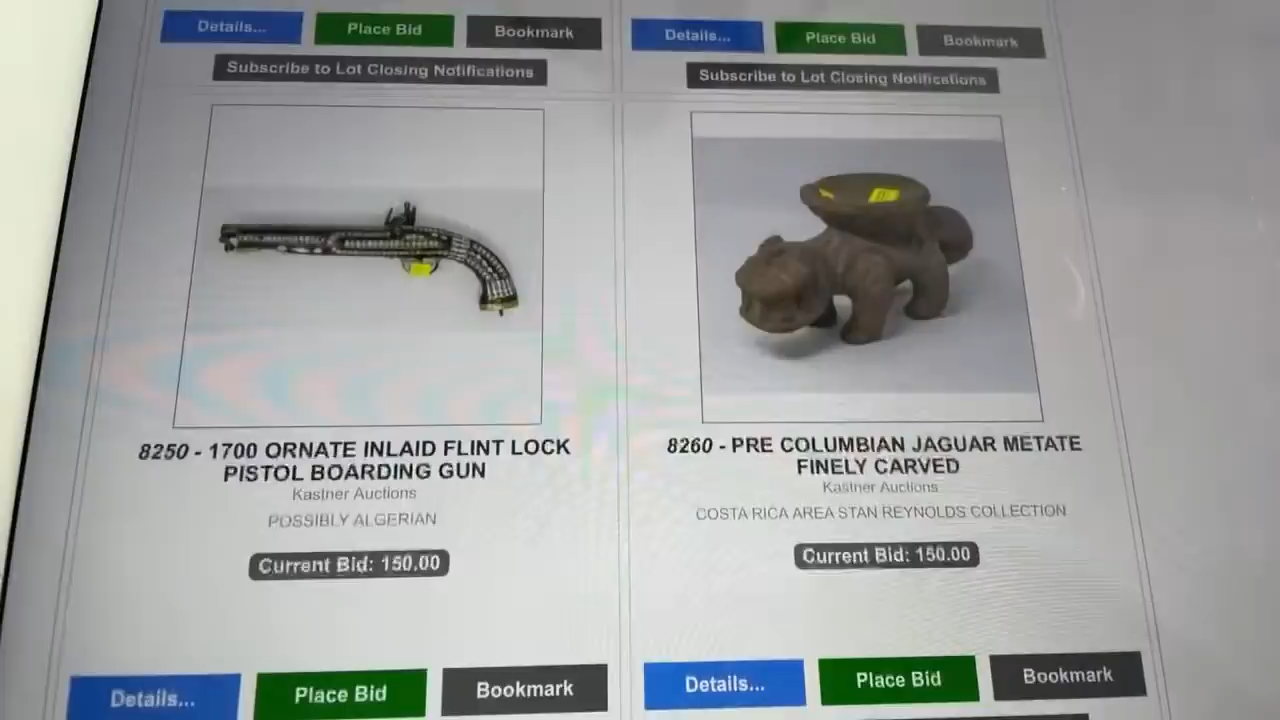 Details...
Place Bid
Bookmark
Details...
Place Bid
Bookmark
Subscribe to Lot Closing Notifications
Subscribe to Lot Closing Notifications
8250 - 1700 ORNATE INLAID FLINT LOCK
PISTOL BOARDING GUN
Kastner Auctions
POSSIBLY ALGERIAN
Current Bid: 150.00
8260 - PRE COLUMBIAN JAGUAR METATE
FINELY CARVED
Kastner Auctions
COSTA RICA AREA STAN REYNOLDS COLLECTION
Current Bid: 150.00
Details...
Place Bid
Bookmark
Details...
Place Bid
Bookmark